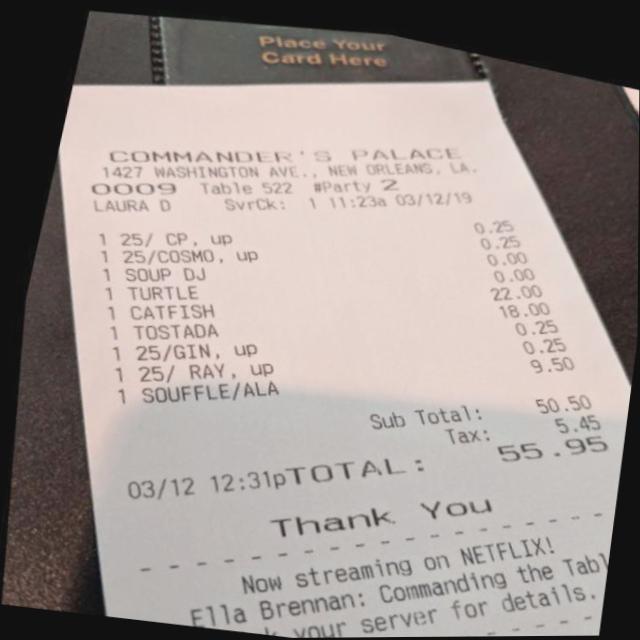 Place Your
Card Here
COMMANDER'S PALACE
1427 WASHINGTON AVE., NEW ORLEANS, LA.
0009 Table 522 #Party 2
LAURA D SvrCk: 1 11:23a 03/12/19
1 25/ CP, up 0.25
1 25/COSMO, up 0.25
1 SOUP DJ 0.00
1 TURTLE 0.00
1 CATFISH 22.00
1 TOSTADA 18.00
1 25/GIN, up 0.25
1 25/ RAY, up 0.25
1 SOUFFLE/ALA 9.50
Sub Total: 50.50
Tax: 5.45
03/12 12:31pTOTAL: 55.95
Thank You
Now streaming on NETFLIX!
Ella Brennan: Commanding the Tabl
your server for details.